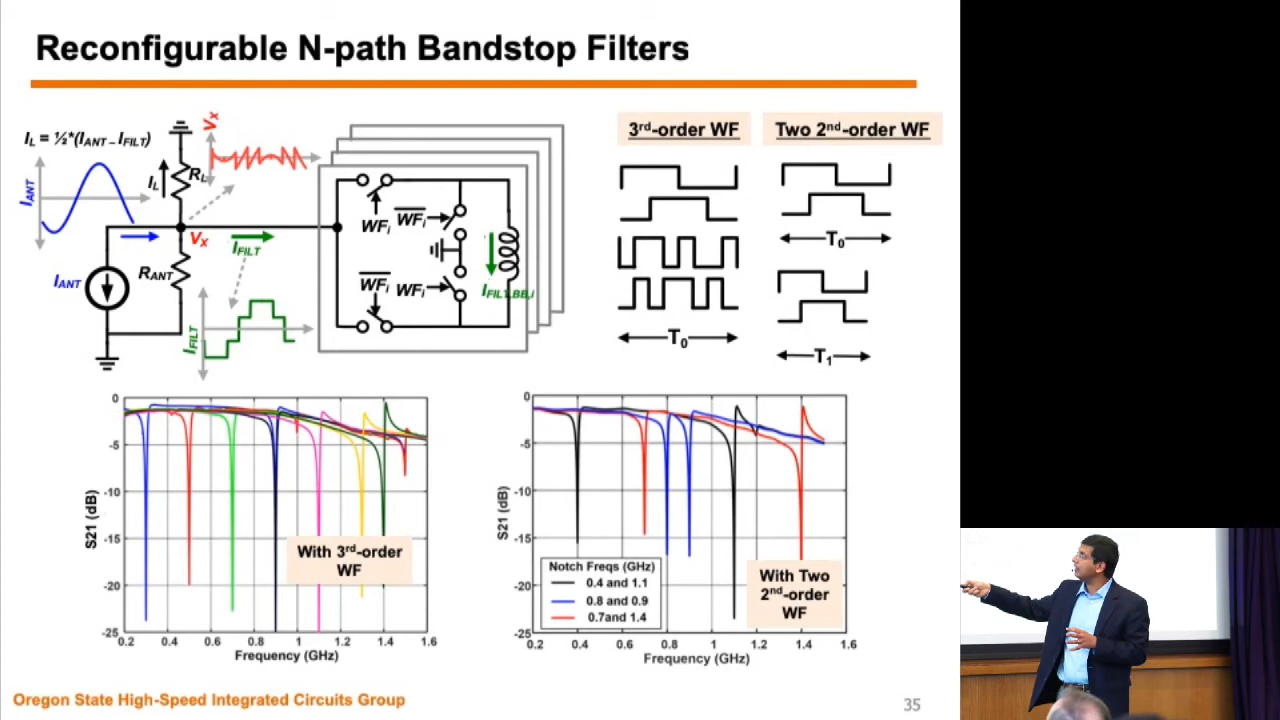 Reconfigurable N-path Bandstop Filters
I_L = ½*(I_ANT – I_FILT)
V_X
3rd-order WF
Two 2nd-order WF
I_ANT
I_L
R_L
WF_i
WF_i
V_X
I_FILT
T_0
I_ANT
R_ANT
WF_i
WF_i
I_FILT,BB,i
I_FILT
T_0
T_1
0
-5
-10
-15
-20
-25
S21 (dB)
With 3rd-order
WF
0.2 0.4 0.6 0.8 1 1.2 1.4 1.6
Frequency (GHz)
0
-5
-10
-15
-20
-25
S21 (dB)
Notch Freqs (GHz)
0.4 and 1.1
0.8 and 0.9
0.7and 1.4
With Two
2nd-order
WF
0.2 0.4 0.6 0.8 1 1.2 1.4 1.6
Frequency (GHz)
Oregon State High-Speed Integrated Circuits Group
35